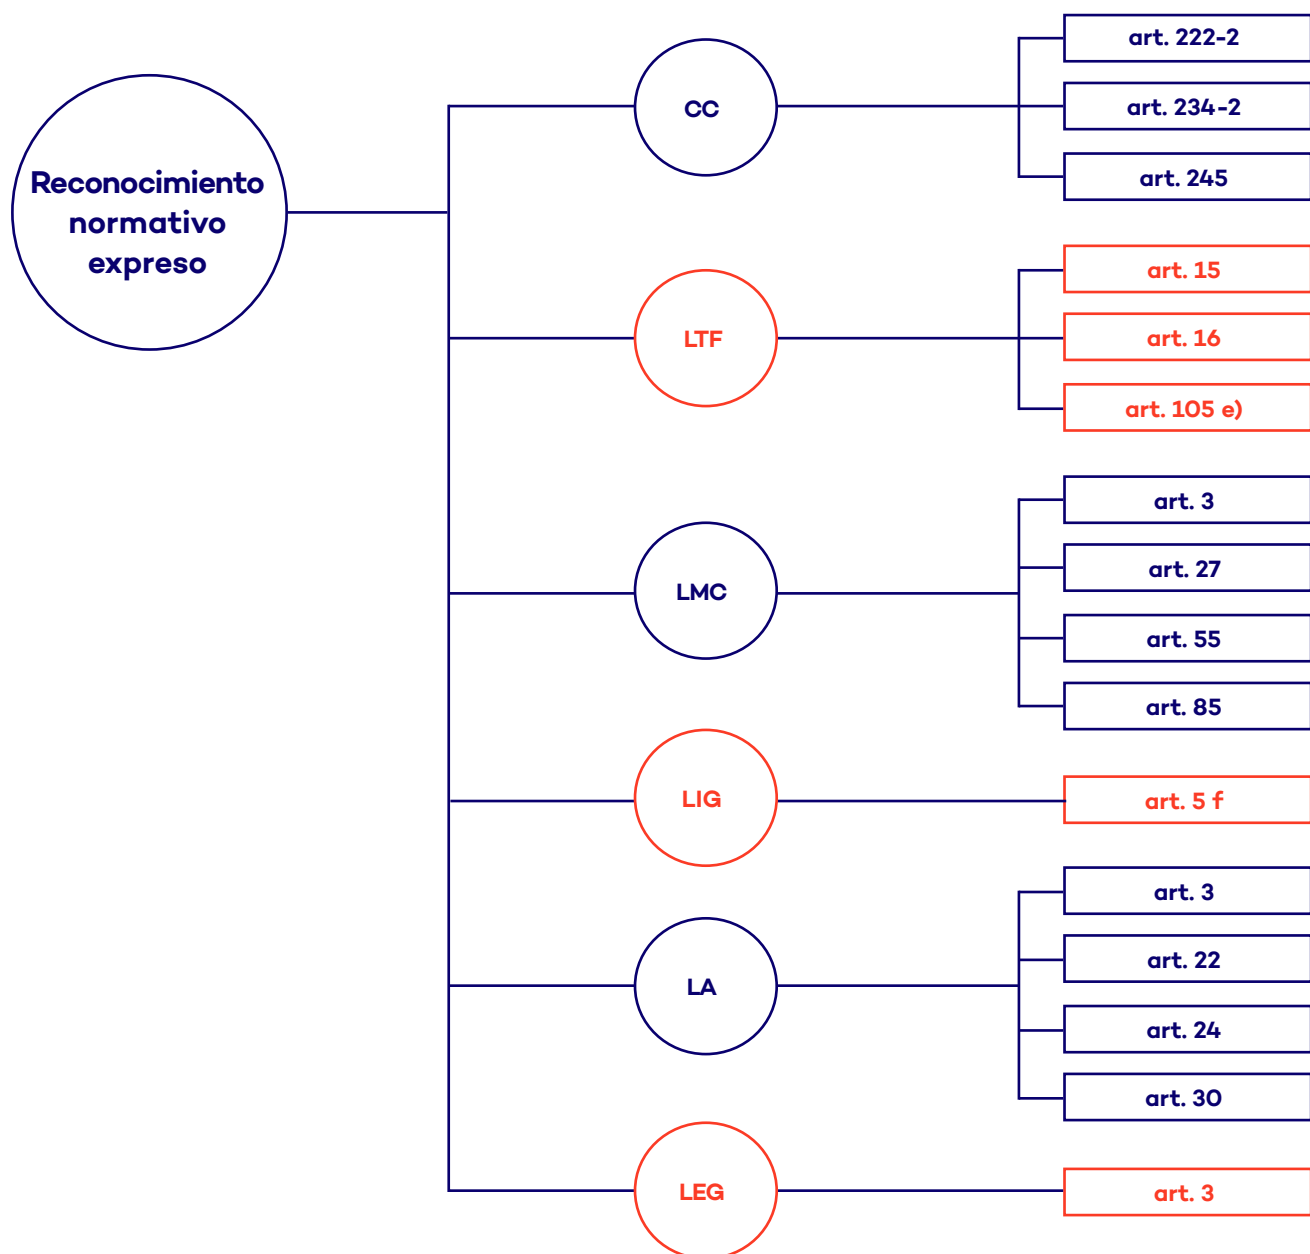 Reconocimiento
normativo
expreso
CC
art. 222-2
art. 234-2
art. 245
LTF
art. 15
art. 16
art. 105 e)
LMC
art. 3
art. 27
art. 55
art. 85
LIG
art. 5 f
LA
art. 3
art. 22
art. 24
art. 30
LEG
art. 3